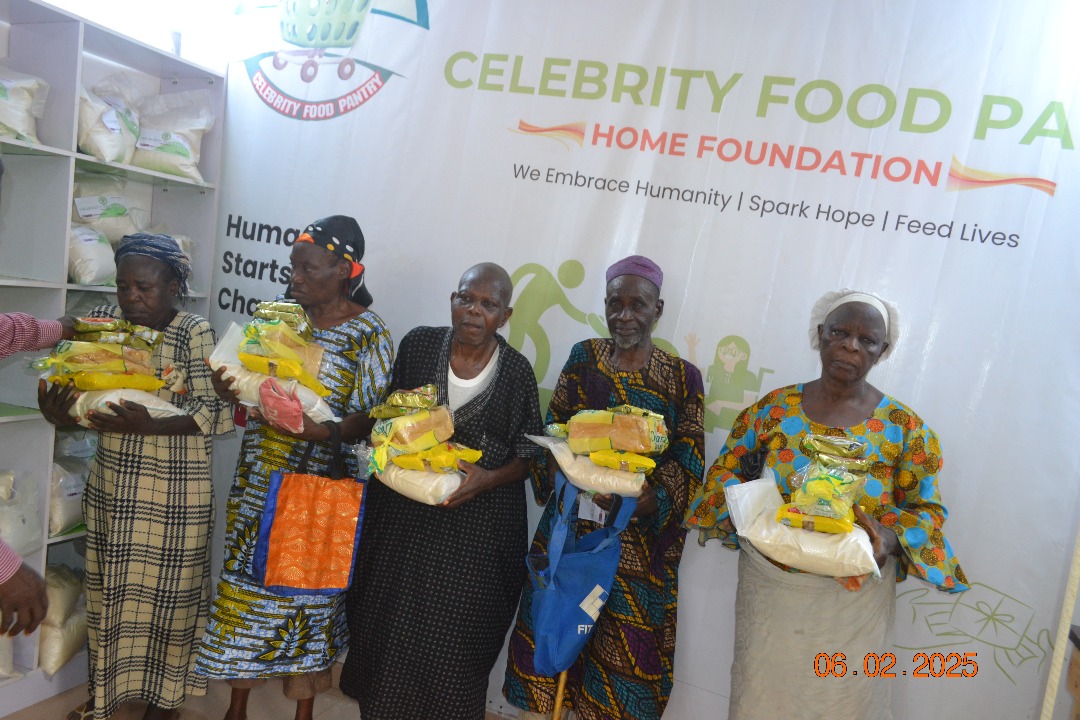 CELEBRITY FOOD PANTRY
CELEBRITY FOOD PA
HOME FOUNDATION
We Embrace Humanity | Spark Hope | Feed Lives
Huma
Starts
Cha
FIT
06.02.2025